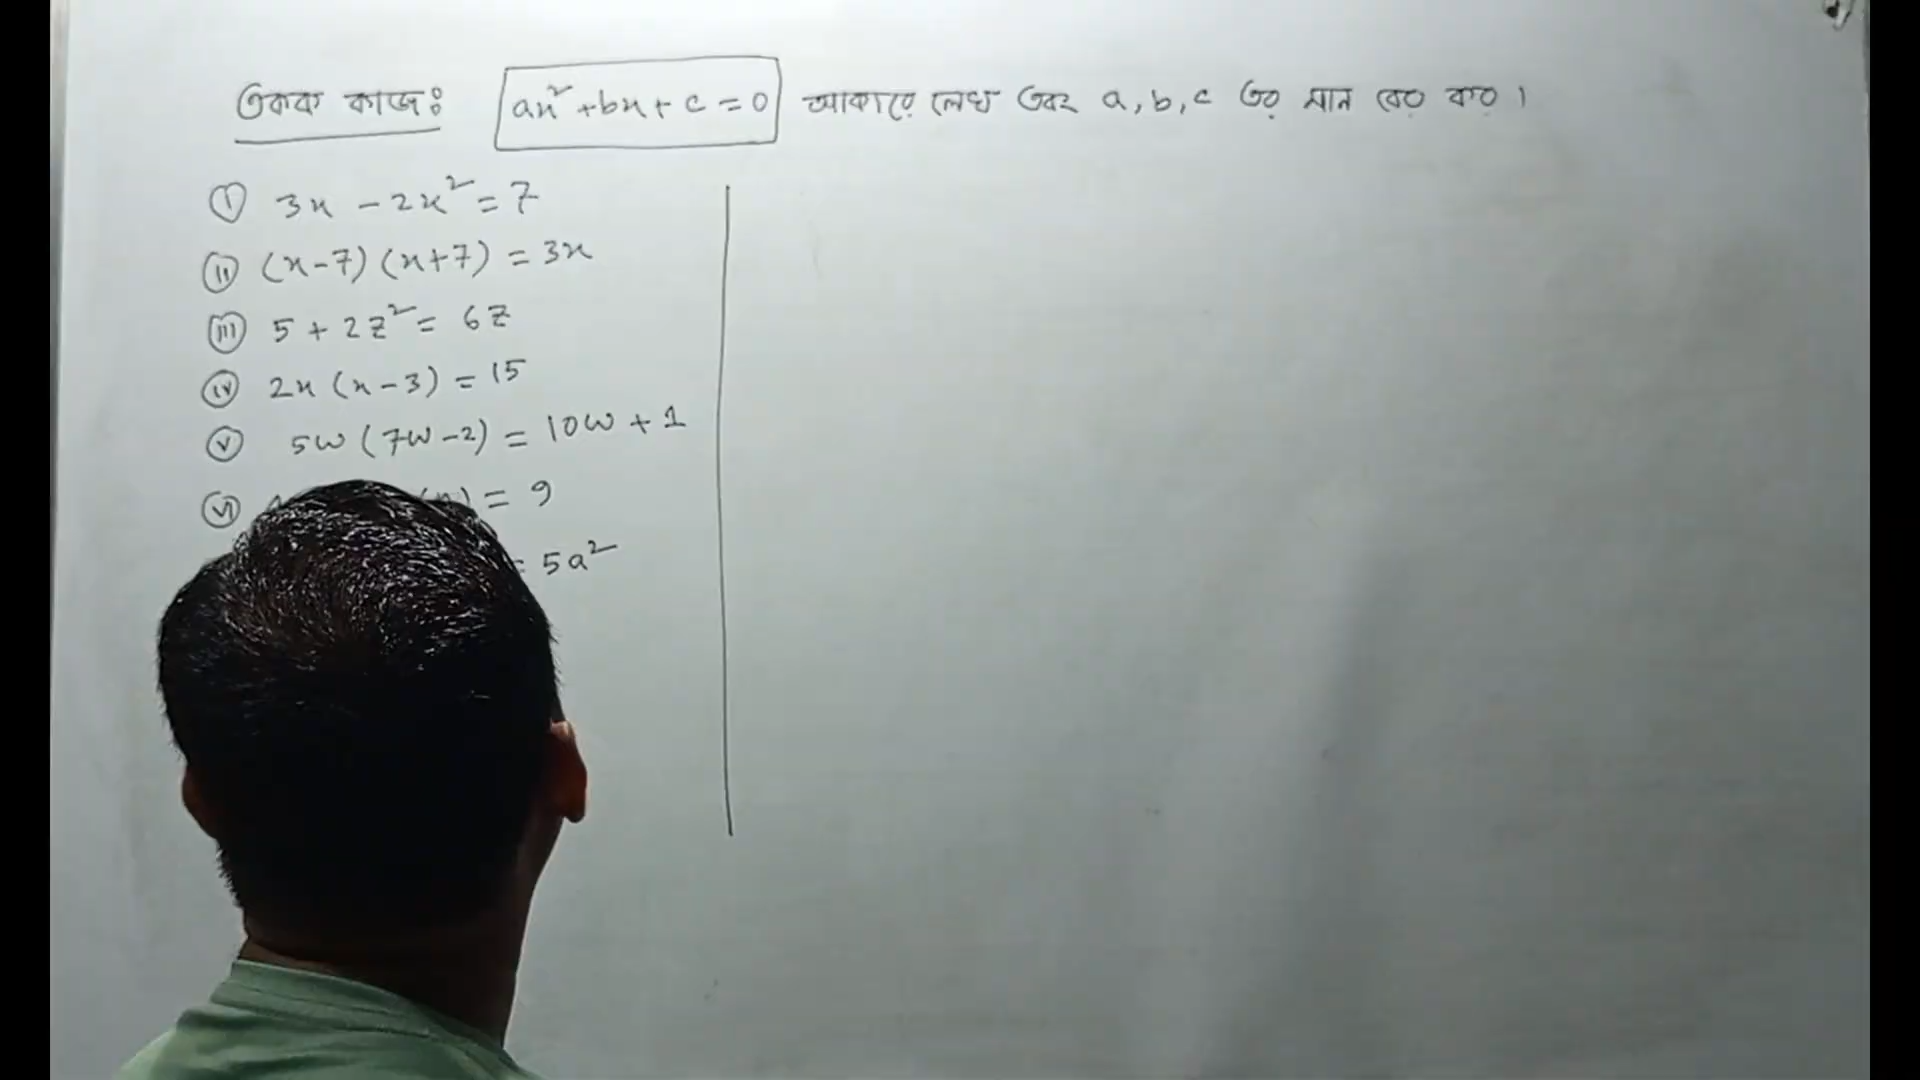 একক কাজঃ ax²+bx+c=0 আকারে লেখ এবং a, b, c এর মান বের কর।
(i) 3x - 2x² = 7
(ii) (x-7)(x+7) = 3x
(iii) 5 + 2z² = 6z
(iv) 2x(x-3) = 15
(v) 5w(7w-2) = 10w + 1
(vi) = 9
= 5a²